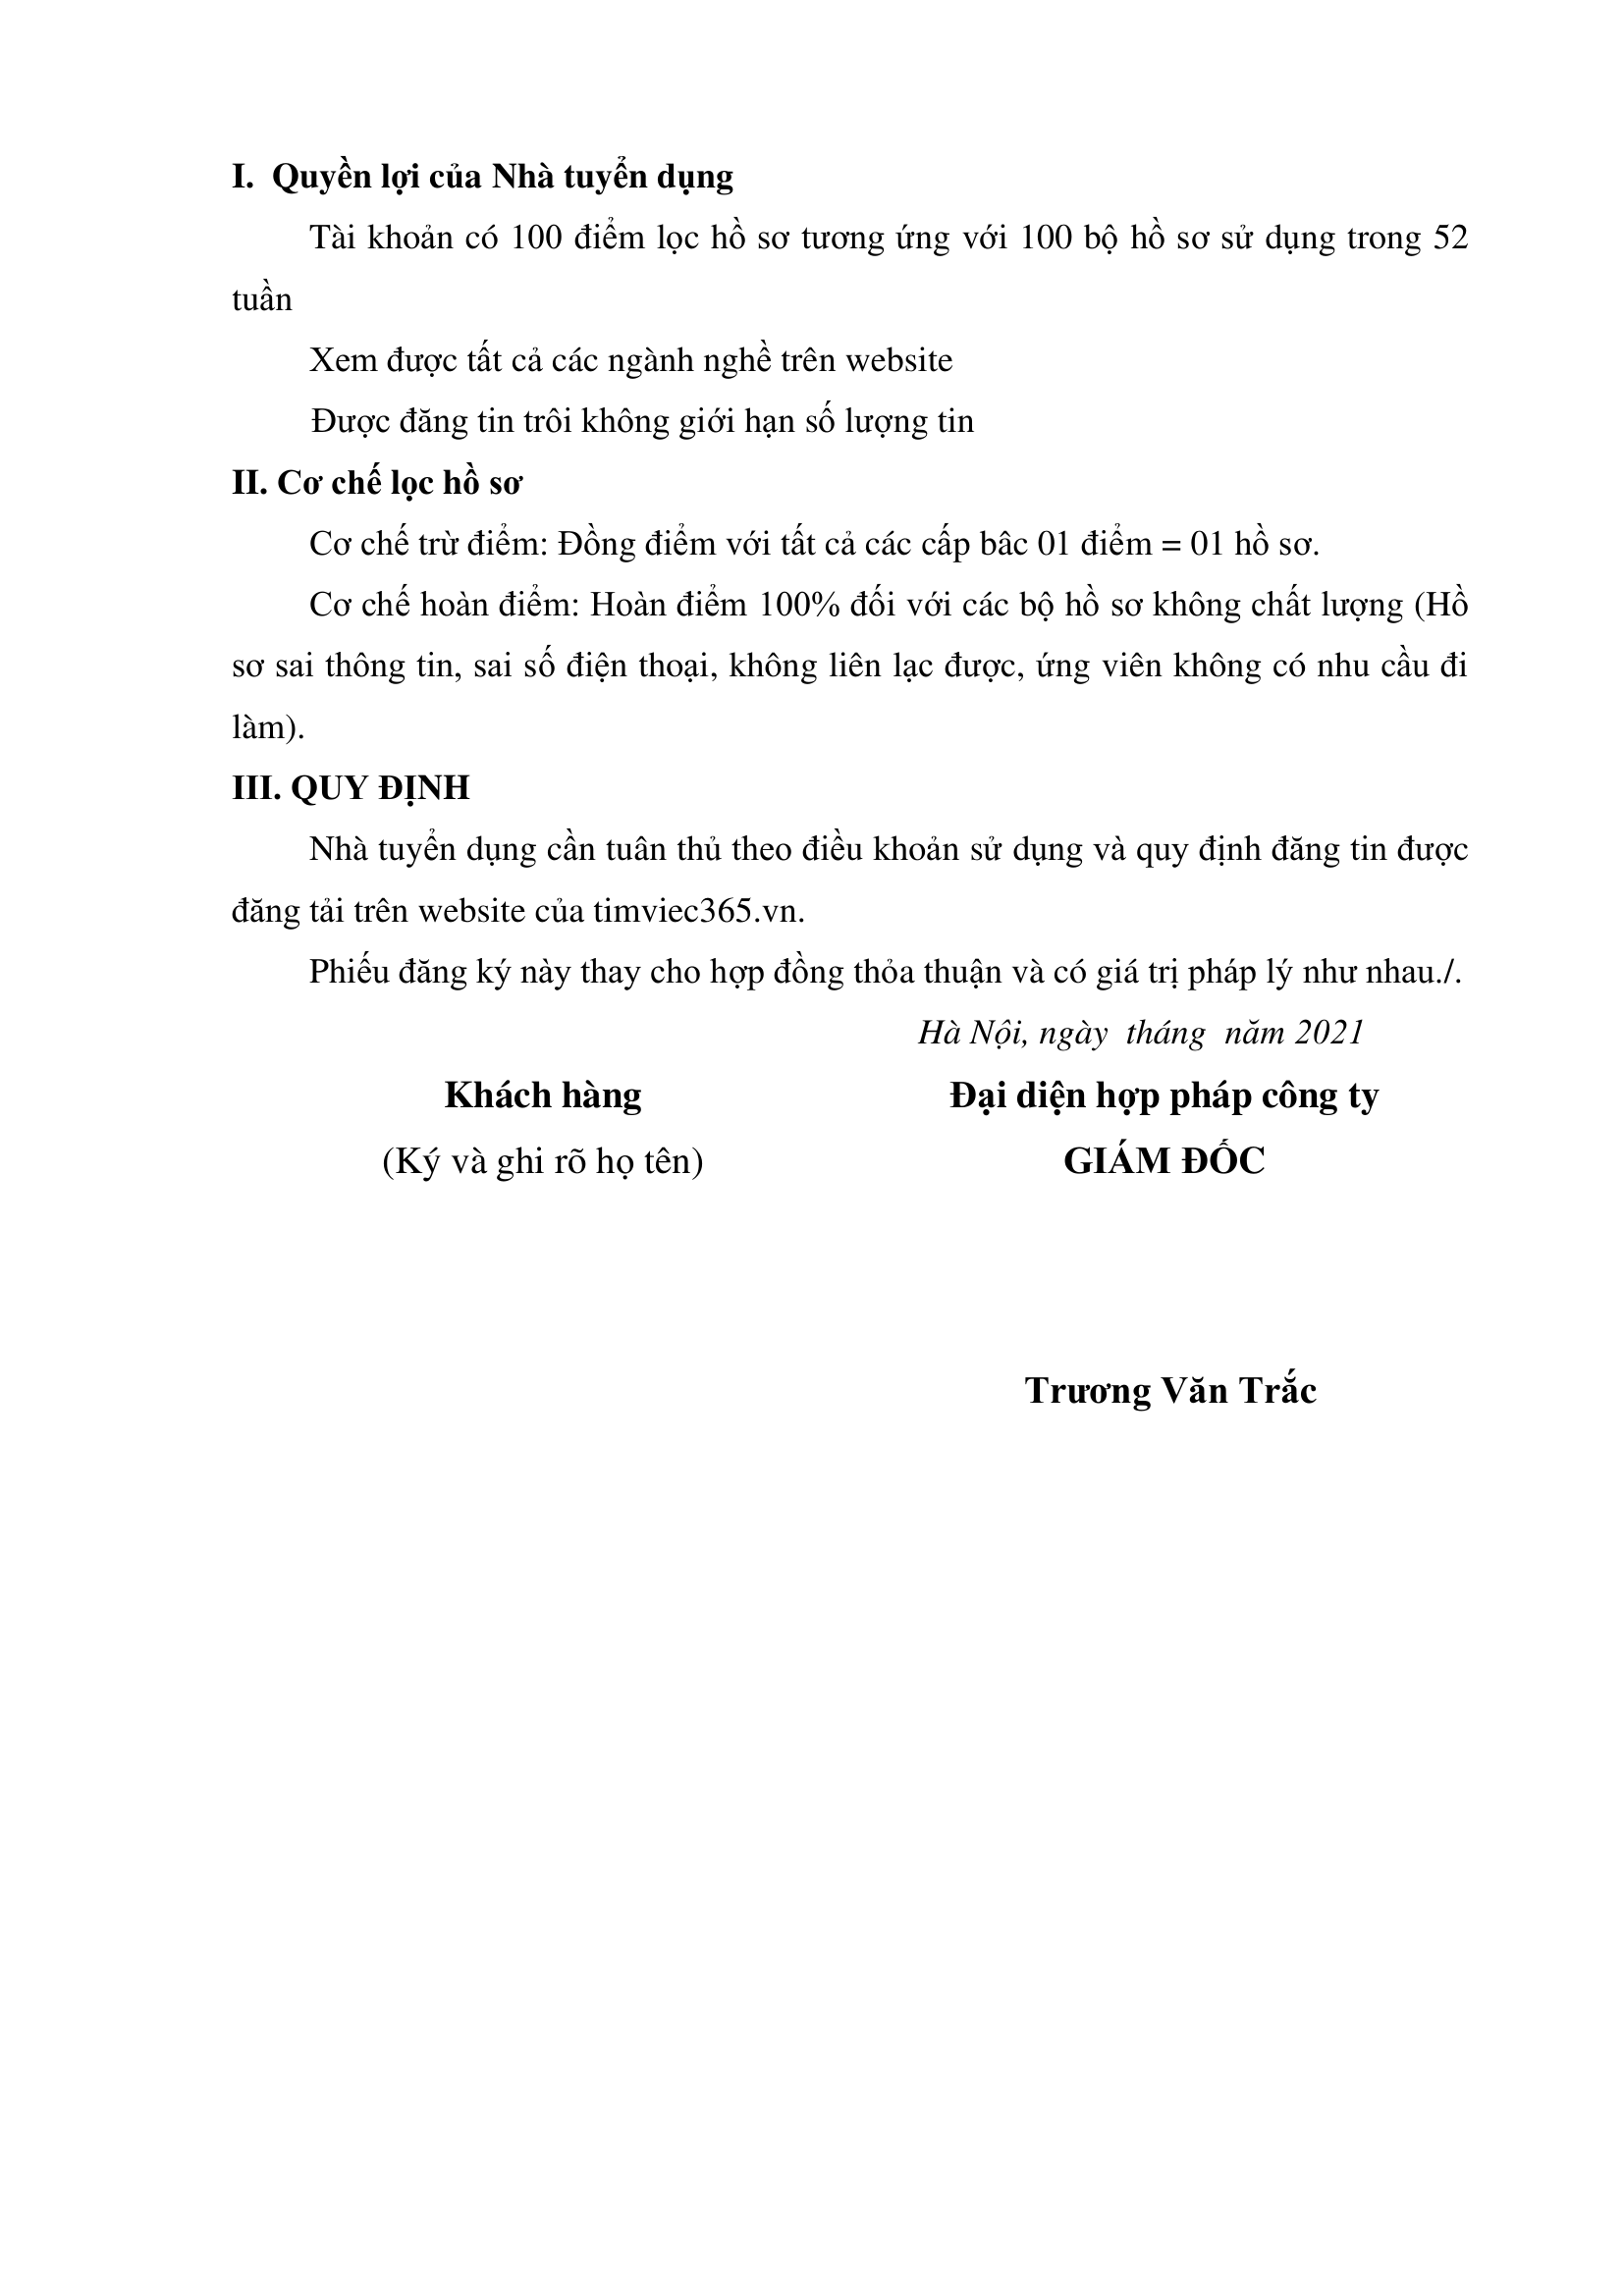 I.  Quyền lợi của Nhà tuyển dụng
Tài khoản có 100 điểm lọc hồ sơ tương ứng với 100 bộ hồ sơ sử dụng trong 52
tuần
Xem được tất cả các ngành nghề trên website
Được đăng tin trôi không giới hạn số lượng tin
II. Cơ chế lọc hồ sơ
Cơ chế trừ điểm: Đồng điểm với tất cả các cấp bâc 01 điểm = 01 hồ sơ.
Cơ chế hoàn điểm: Hoàn điểm 100% đối với các bộ hồ sơ không chất lượng (Hồ
sơ sai thông tin, sai số điện thoại, không liên lạc được, ứng viên không có nhu cầu đi
làm).
III. QUY ĐỊNH
Nhà tuyển dụng cần tuân thủ theo điều khoản sử dụng và quy định đăng tin được
đăng tải trên website của timviec365.vn.
Phiếu đăng ký này thay cho hợp đồng thỏa thuận và có giá trị pháp lý như nhau./.
Hà Nội, ngày  tháng  năm 2021
Khách hàng
(Ký và ghi rõ họ tên)
Đại diện hợp pháp công ty
GIÁM ĐỐC
Trương Văn Trắc